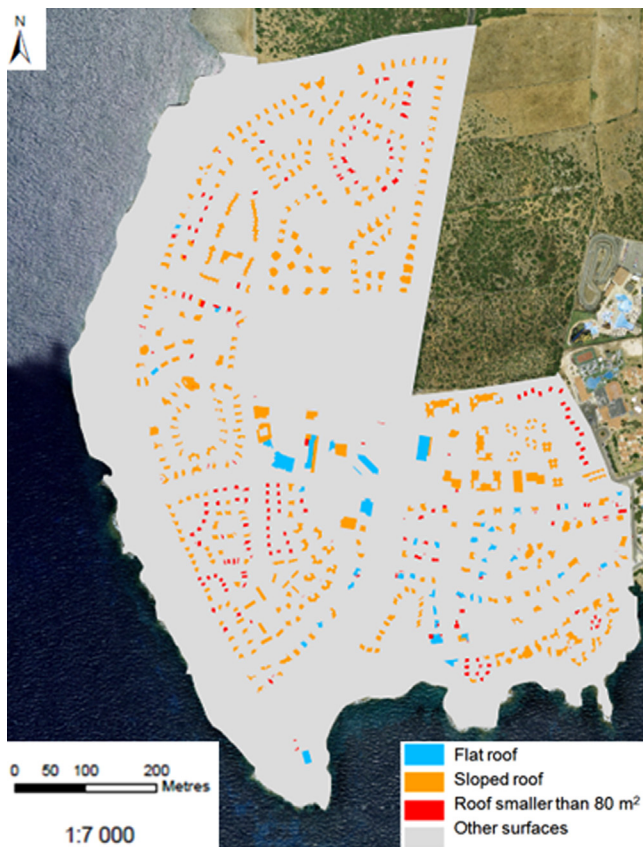 N
0 50 100 200
Metres
1:7 000
Flat roof
Sloped roof
Roof smaller than 80 m²
Other surfaces